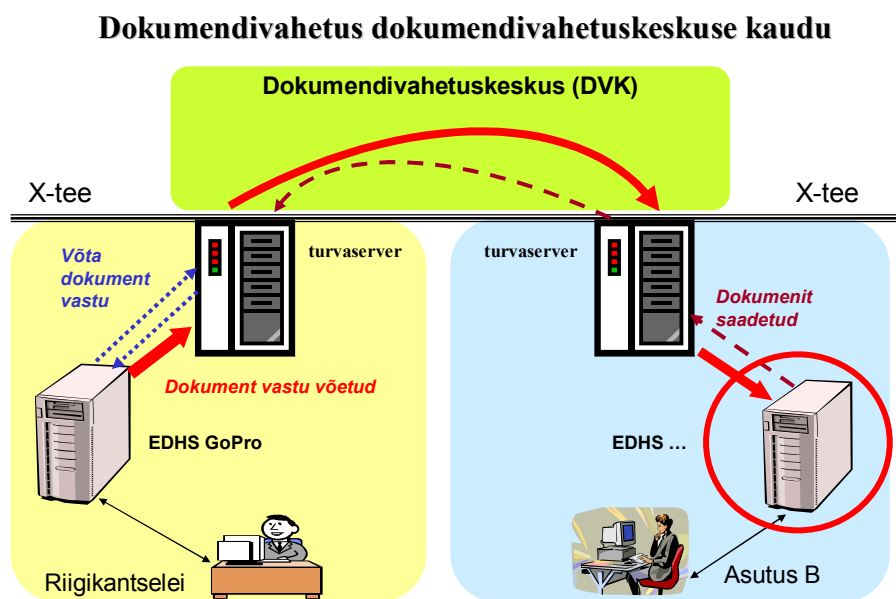 Dokumendivahetus dokumendivahetuskeskuse kaudu
Dokumendivahetuskeskus (DVK)
X-tee
X-tee
Võta
dokument
vastu
turvaserver
turvaserver
Dokumenit
saadetud
Dokument vastu võetud
EDHS GoPro
EDHS ...
Riigikantselei
Asutus B